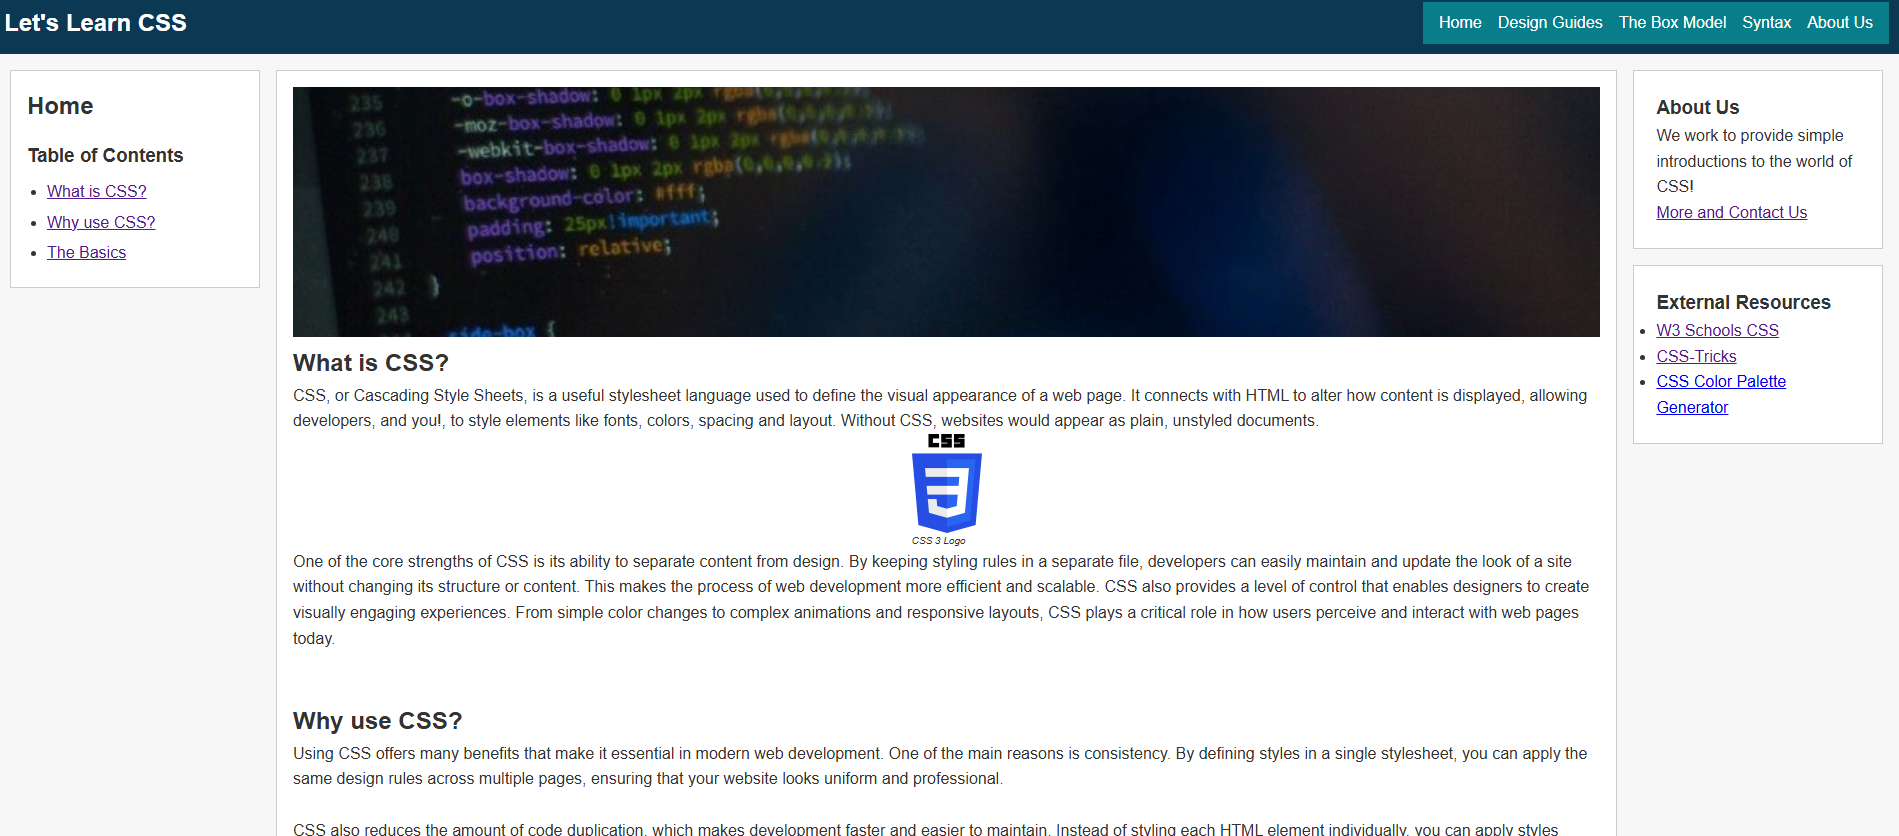 Let's Learn CSS
Home Design Guides The Box Model Syntax About Us
Home
Table of Contents
What is CSS?
Why use CSS?
The Basics
235 -o-box-shadow: 0 1px 2px rgba(0,0,0,0.3);
236 -moz-box-shadow: 0 1px 2px rgba(0,0,0,0.3);
237 -webkit-box-shadow: 0 1px 2px rgba(0,0,0,0.3);
238 box-shadow: 0 1px 2px rgba(0,0,0,0.3);
239 background-color: #fff;
240 padding: 25px!important;
241 position: relative;
242 }
243
side-box {
What is CSS?
CSS, or Cascading Style Sheets, is a useful stylesheet language used to define the visual appearance of a web page. It connects with HTML to alter how content is displayed, allowing
developers, and you!, to style elements like fonts, colors, spacing and layout. Without CSS, websites would appear as plain, unstyled documents.
CSS
3
CSS 3 Logo
One of the core strengths of CSS is its ability to separate content from design. By keeping styling rules in a separate file, developers can easily maintain and update the look of a site
without changing its structure or content. This makes the process of web development more efficient and scalable. CSS also provides a level of control that enables designers to create
visually engaging experiences. From simple color changes to complex animations and responsive layouts, CSS plays a critical role in how users perceive and interact with web pages
today.
Why use CSS?
Using CSS offers many benefits that make it essential in modern web development. One of the main reasons is consistency. By defining styles in a single stylesheet, you can apply the
same design rules across multiple pages, ensuring that your website looks uniform and professional.
CSS also reduces the amount of code duplication, which makes development faster and easier to maintain. Instead of styling each HTML element individually, you can apply styles
About Us
We work to provide simple
introductions to the world of
CSS!
More and Contact Us
External Resources
W3 Schools CSS
CSS-Tricks
CSS Color Palette
Generator